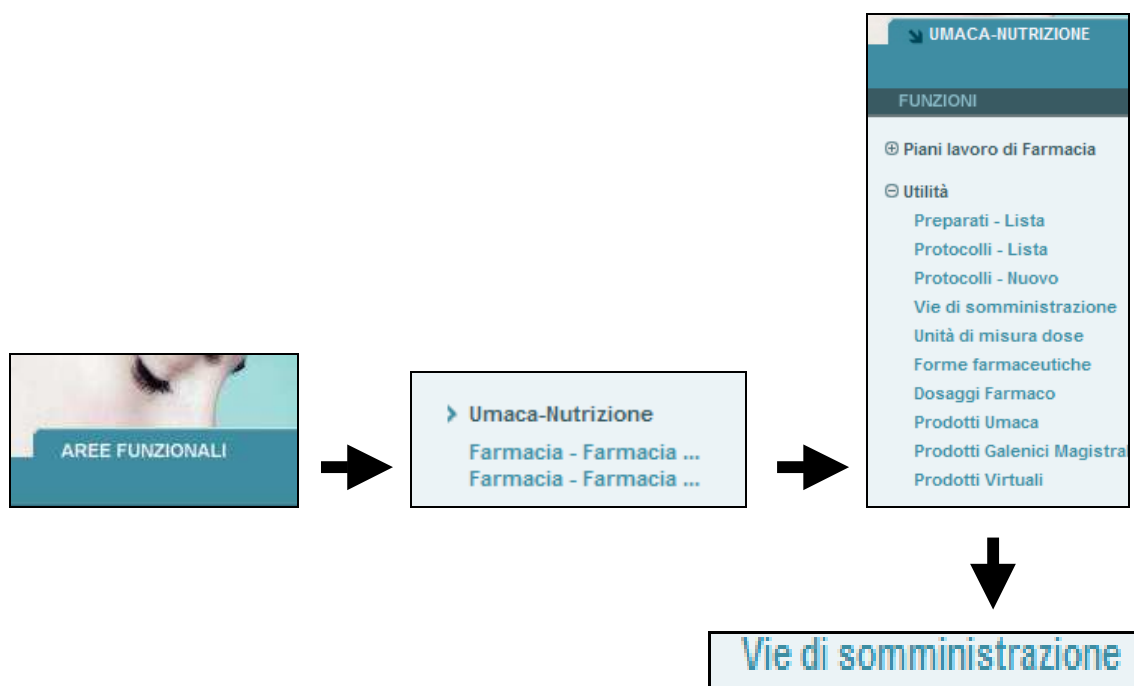 AREE FUNZIONALI
Umaca-Nutrizione
Farmacia - Farmacia ...
Farmacia - Farmacia ...
UMACA-NUTRIZIONE
FUNZIONI
Piani lavoro di Farmacia
Utilità
Preparati - Lista
Protocolli - Lista
Protocolli - Nuovo
Vie di somministrazione
Unità di misura dose
Forme farmaceutiche
Dosaggi Farmaco
Prodotti Umaca
Prodotti Galenici Magistral
Prodotti Virtuali
Vie di somministrazione